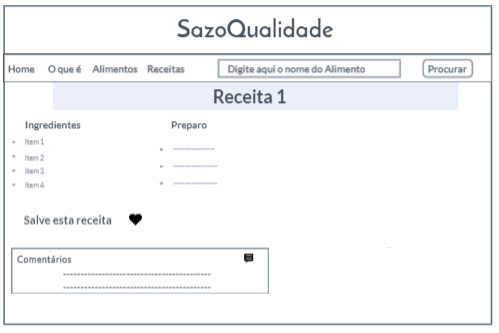 SazoQualidade
Home O que é Alimentos Receitas Digite aqui o nome do Alimento Procurar
Receita 1
Ingredientes Preparo
Item 1
Item 2
Item 3
Item 4
Salve esta receita
Comentários